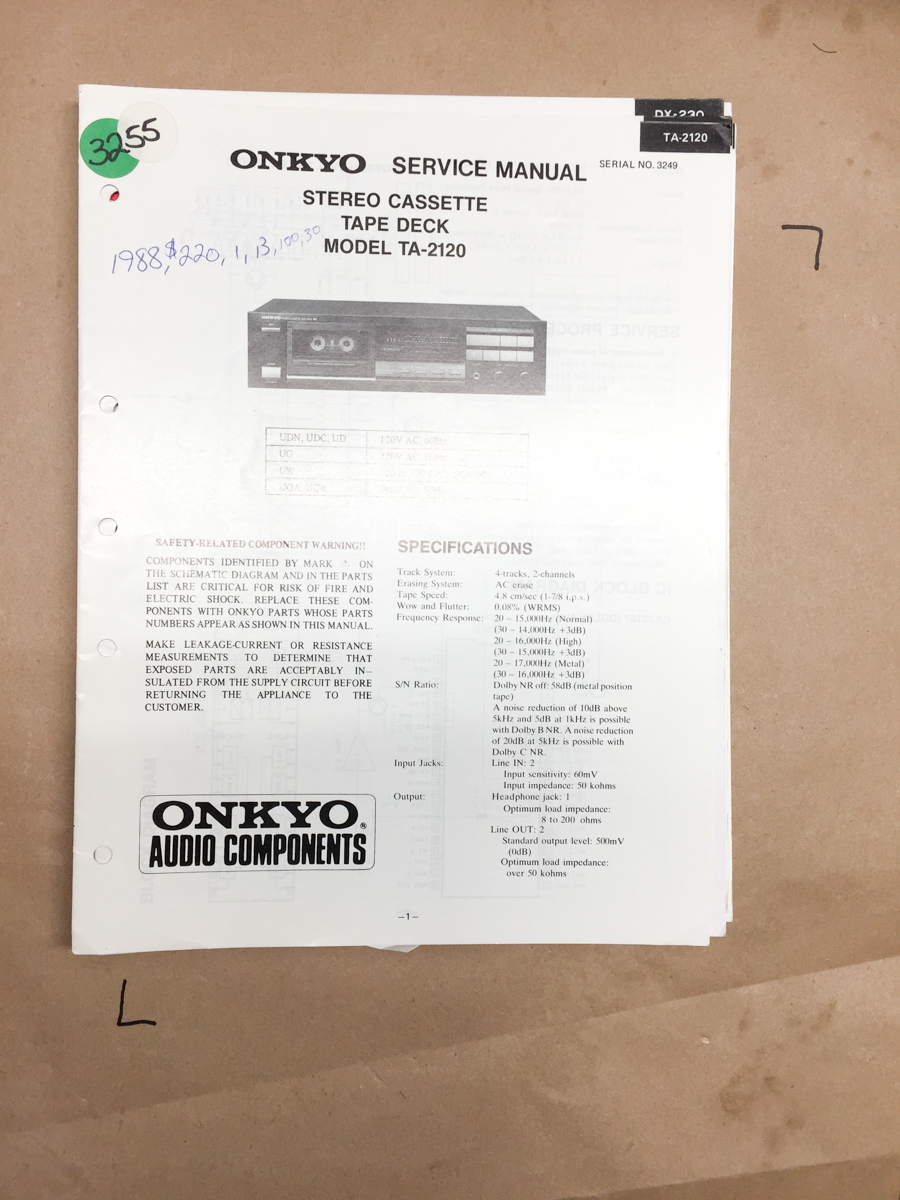 DX-230
TA-2120
3255
ONKYO SERVICE MANUAL
SERIAL NO. 3249
STEREO CASSETTE
TAPE DECK
MODEL TA-2120
1988, $220, 1, 13, 100, 30
ONKYO
UDN, UDC, UD 120V AC, 60Hz
UG 220V AC, 50Hz
UW
SAFETY-RELATED COMPONENT WARNING!!
COMPONENTS IDENTIFIED BY MARK ⚠ ON
THE SCHEMATIC DIAGRAM AND IN THE PARTS
LIST ARE CRITICAL FOR RISK OF FIRE AND
ELECTRIC SHOCK. REPLACE THESE COM-
PONENTS WITH ONKYO PARTS WHOSE PARTS
NUMBERS APPEAR AS SHOWN IN THIS MANUAL.
MAKE LEAKAGE-CURRENT OR RESISTANCE
MEASUREMENTS TO DETERMINE THAT
EXPOSED PARTS ARE ACCEPTABLY IN–
SULATED FROM THE SUPPLY CIRCUIT BEFORE
RETURNING THE APPLIANCE TO THE
CUSTOMER.
ONKYO®
AUDIO COMPONENTS
SPECIFICATIONS
Track System: 4-tracks, 2-channels
Erasing System: AC erase
Tape Speed: 4.8 cm/sec (1-7/8 i.p.s.)
Wow and Flutter: 0.08% (WRMS)
Frequency Response: 20 – 15,000Hz (Normal)
(30 – 14,000Hz +3dB)
20 – 16,000Hz (High)
(30 – 15,000Hz +3dB)
20 – 17,000Hz (Metal)
(30 – 16,000Hz +3dB)
S/N Ratio: Dolby NR off: 58dB (metal position
tape)
A noise reduction of 10dB above
5kHz and 5dB at 1kHz is possible
with Dolby B NR. A noise reduction
of 20dB at 5kHz is possible with
Dolby C NR.
Input Jacks: Line IN: 2
Input sensitivity: 60mV
Input impedance: 50 kohms
Output: Headphone jack: 1
Optimum load impedance:
8 to 200 ohms
Line OUT: 2
Standard output level: 500mV
(0dB)
Optimum load impedance:
over 50 kohms
–1–